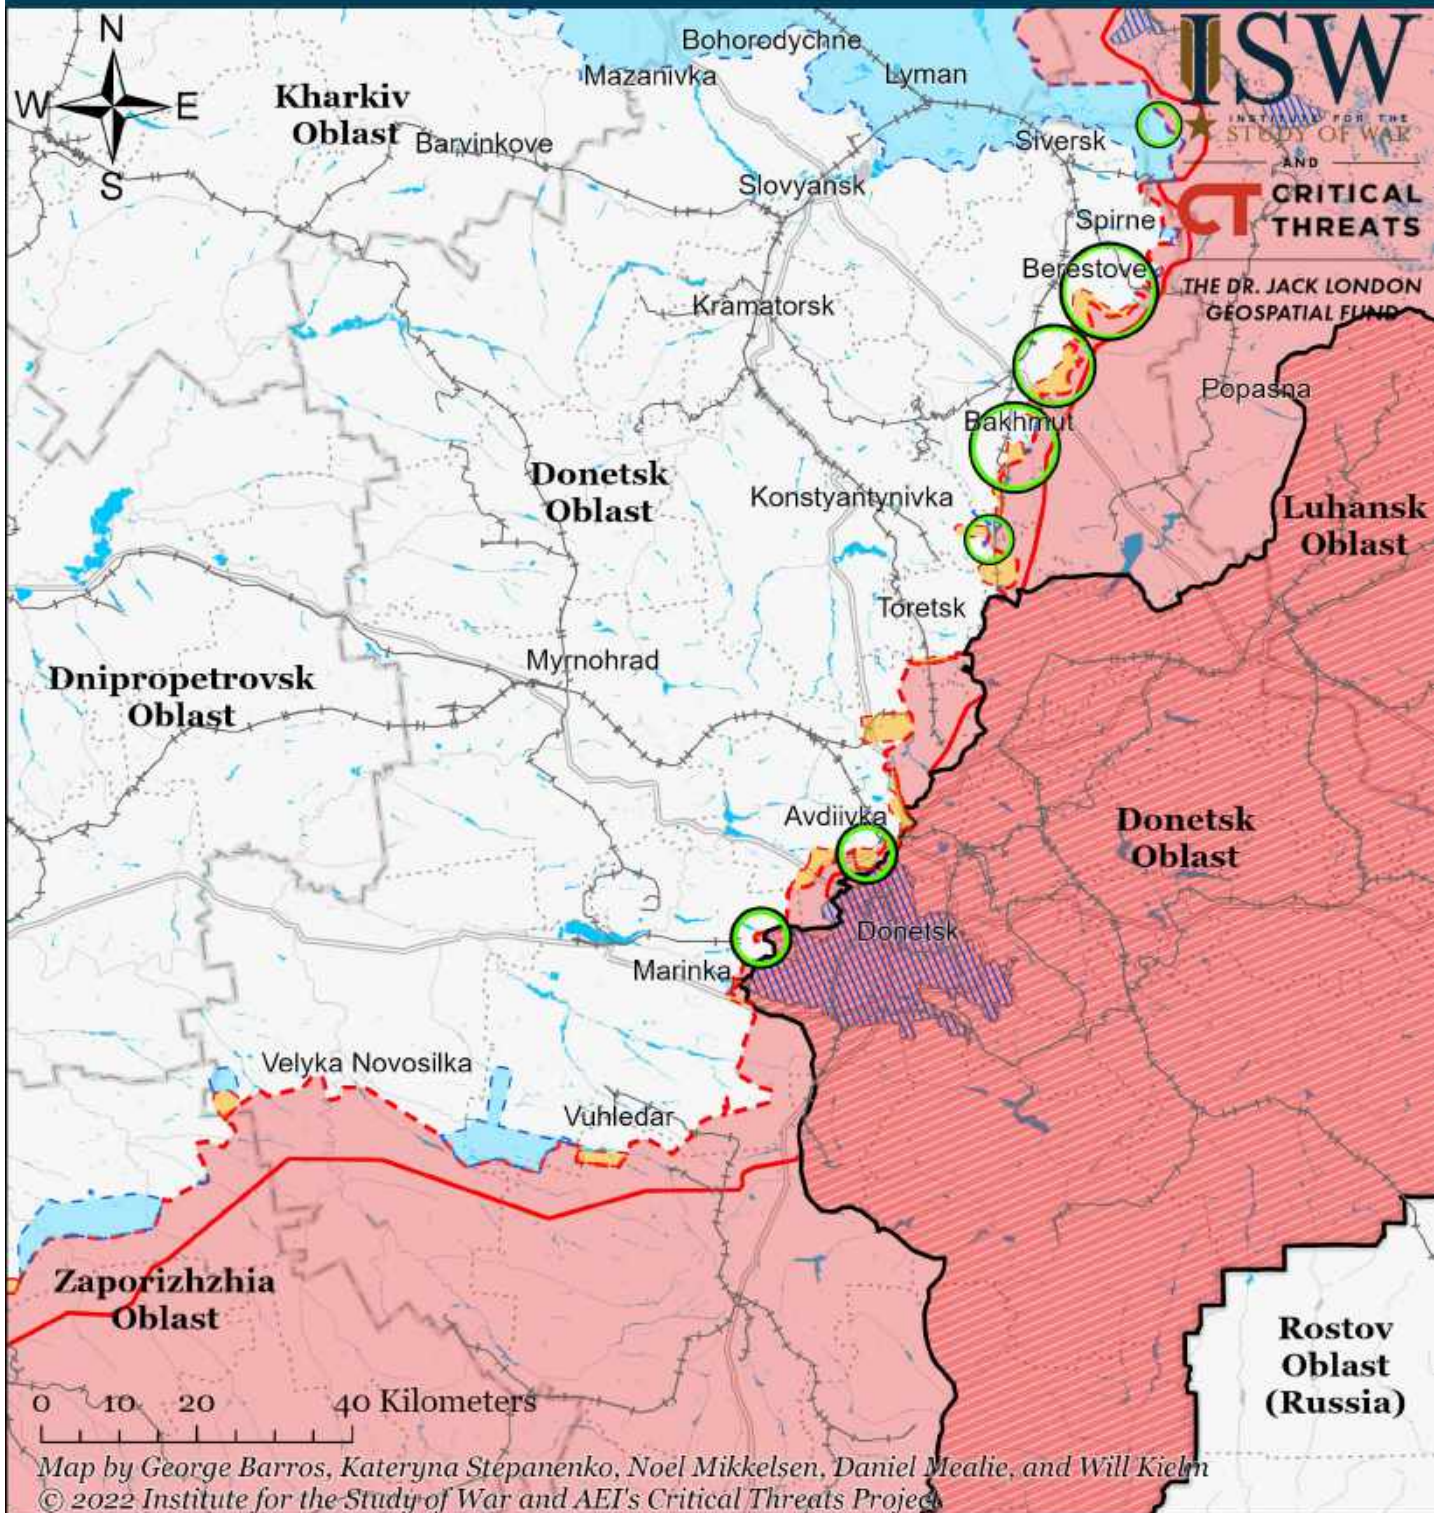 N
W E
S
Kharkiv
Oblast
Bohorodychne
Mazanivka
Lyman
Barvinkove
Siversk
Slovyansk
Spirne
Berestove
Kramatorsk
Popasna
Bakhmut
Donetsk
Oblast
Konstyantynivka
Luhansk
Oblast
Toretsk
Myrnohrad
Dnipropetrovsk
Oblast
Avdiivka
Donetsk
Oblast
Donetsk
Marinka
Velyka Novosilka
Vuhledar
Zaporizhzhia
Oblast
Rostov
Oblast
(Russia)
ISW
INSTITUTE FOR THE
STUDY OF WAR
AND
CT CRITICAL
THREATS
THE DR. JACK LONDON
GEOSPATIAL FUND
0 10 20 40 Kilometers
Map by George Barros, Kateryna Stepanenko, Noel Mikkelsen, Daniel Mealie, and Will Kielm
© 2022 Institute for the Study of War and AEI's Critical Threats Project